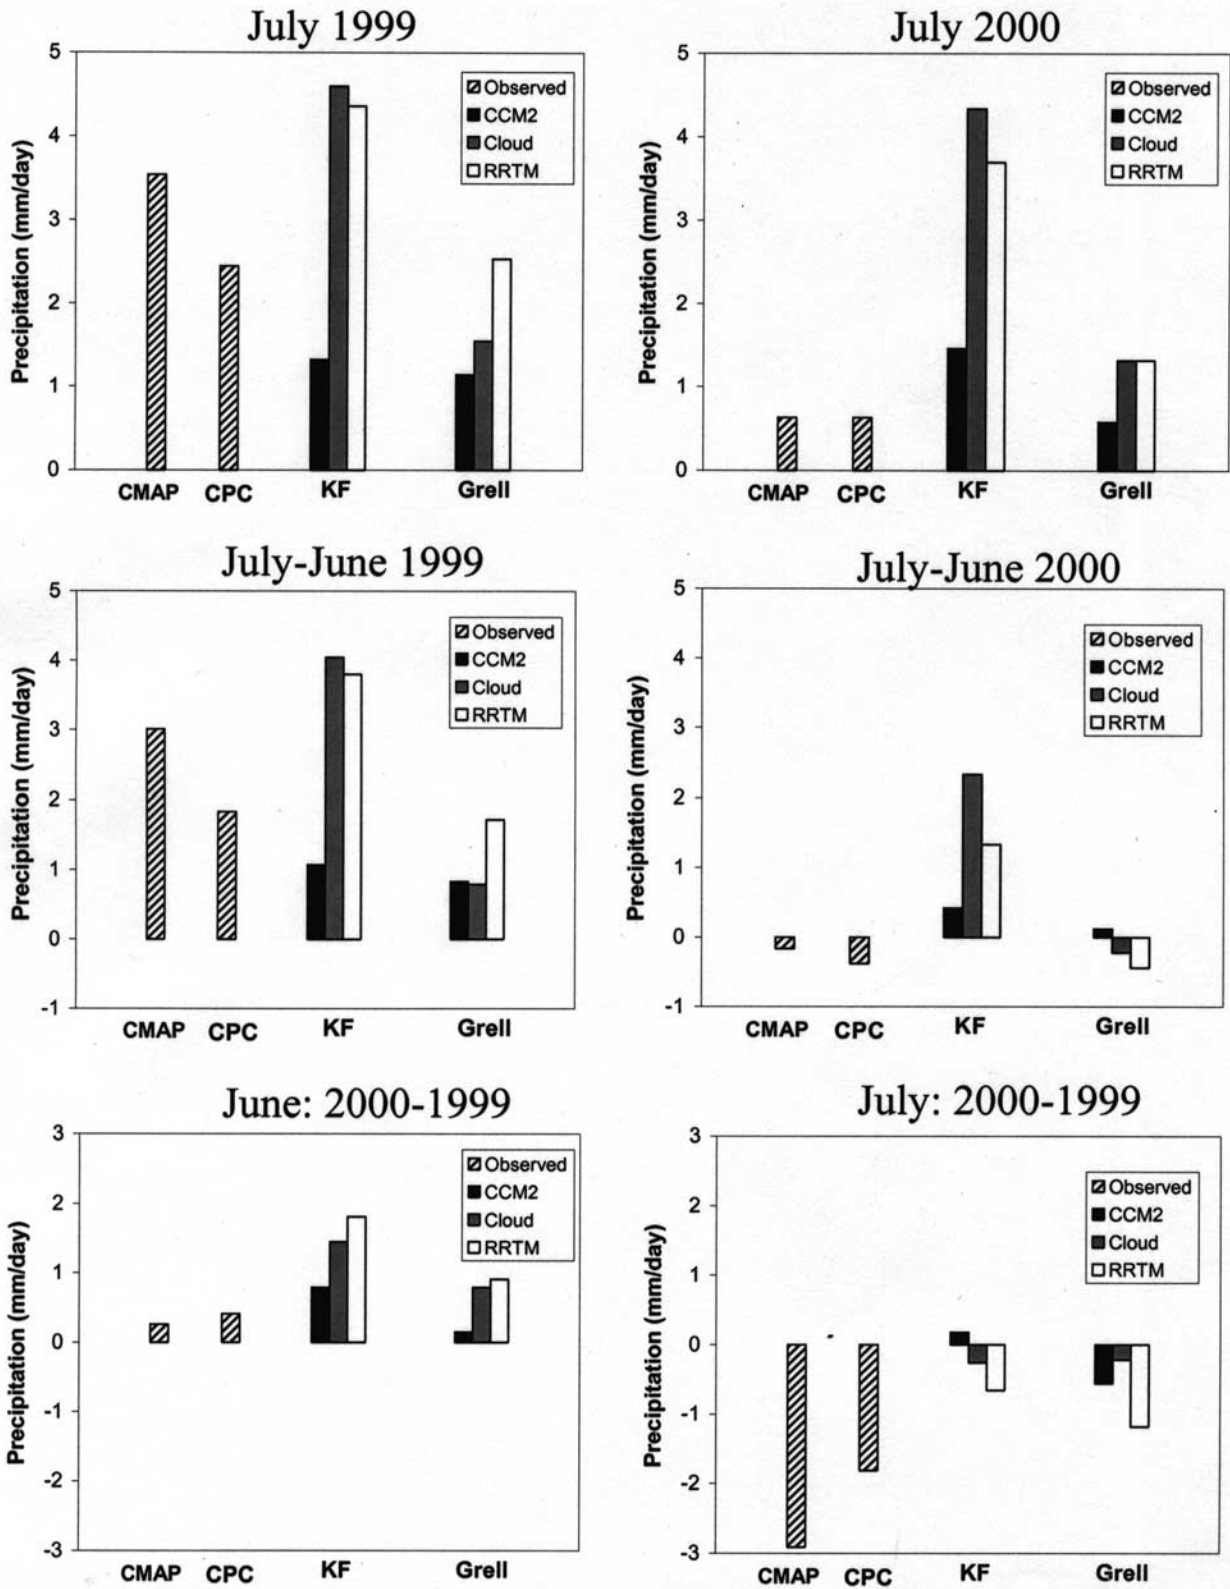 July 1999
5
4
3
2
1
0
Precipitation (mm/day)
Observed
CCM2
Cloud
RRTM
CMAP CPC KF Grell
July 2000
5
4
3
2
1
0
Precipitation (mm/day)
Observed
CCM2
Cloud
RRTM
CMAP CPC KF Grell
July-June 1999
5
4
3
2
1
0
-1
Precipitation (mm/day)
Observed
CCM2
Cloud
RRTM
CMAP CPC KF Grell
July-June 2000
5
4
3
2
1
0
-1
Precipitation (mm/day)
Observed
CCM2
Cloud
RRTM
CMAP CPC KF Grell
June: 2000-1999
3
2
1
0
-1
-2
-3
Precipitation (mm/day)
Observed
CCM2
Cloud
RRTM
CMAP CPC KF Grell
July: 2000-1999
3
2
1
0
-1
-2
-3
Precipitation (mm/day)
Observed
CCM2
Cloud
RRTM
CMAP CPC KF Grell